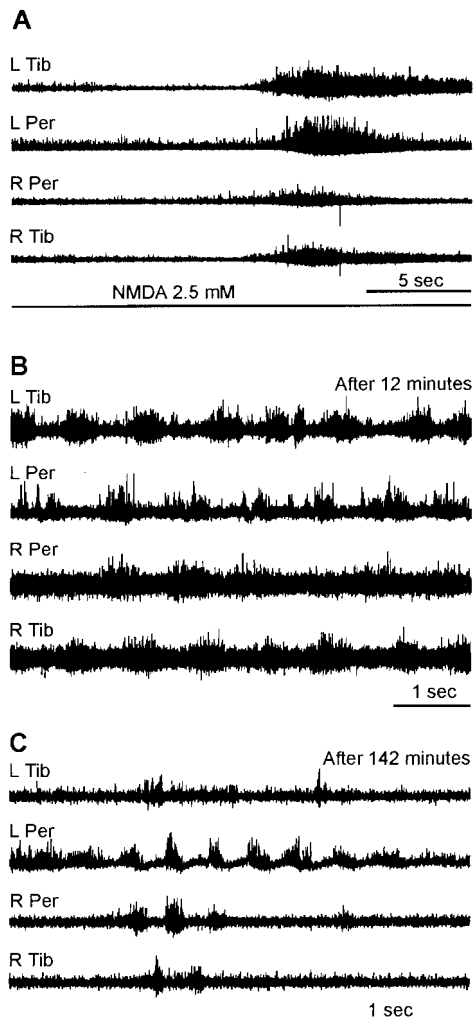 A
L Tib
L Per
R Per
R Tib
5 sec
NMDA 2.5 mM
B
L Tib
After 12 minutes
L Per
R Per
R Tib
1 sec
C
After 142 minutes
L Tib
L Per
R Per
R Tib
1 sec